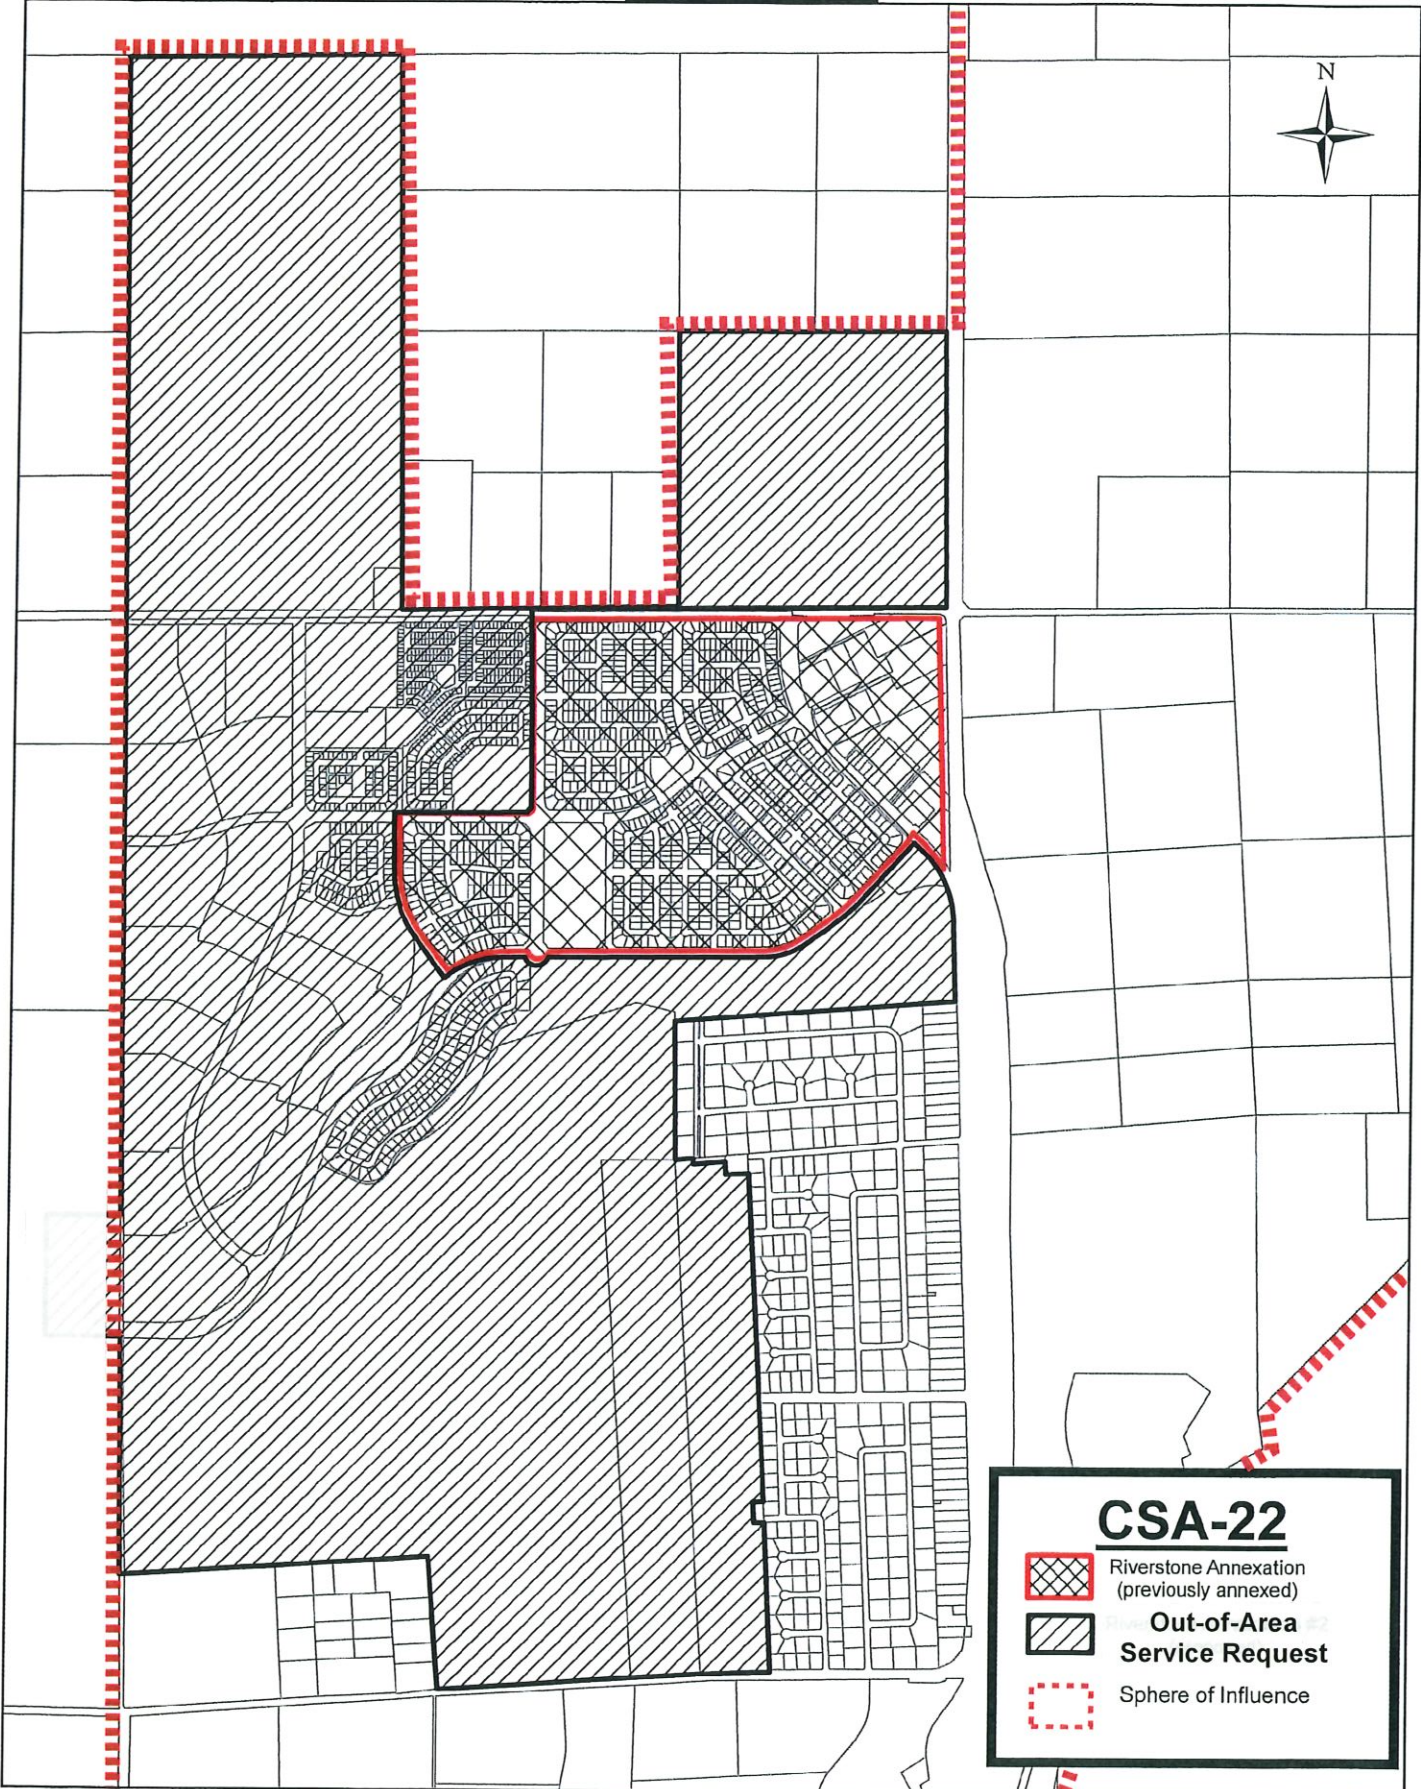 N
CSA-22
Riverstone Annexation
(previously annexed)
Out-of-Area
Service Request
Sphere of Influence